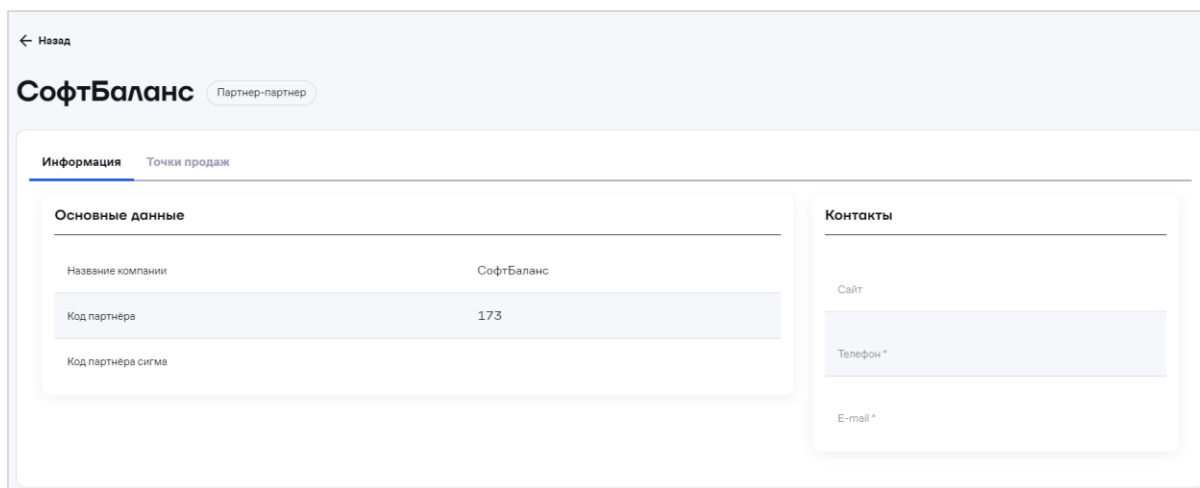 ← Назад
СофтБаланс Партнер-партнер
Информация Точки продаж
Основные данные
Название компании СофтБаланс
Код партнёра 173
Код партнёра сигма
Контакты
Сайт
Телефон *
E-mail *